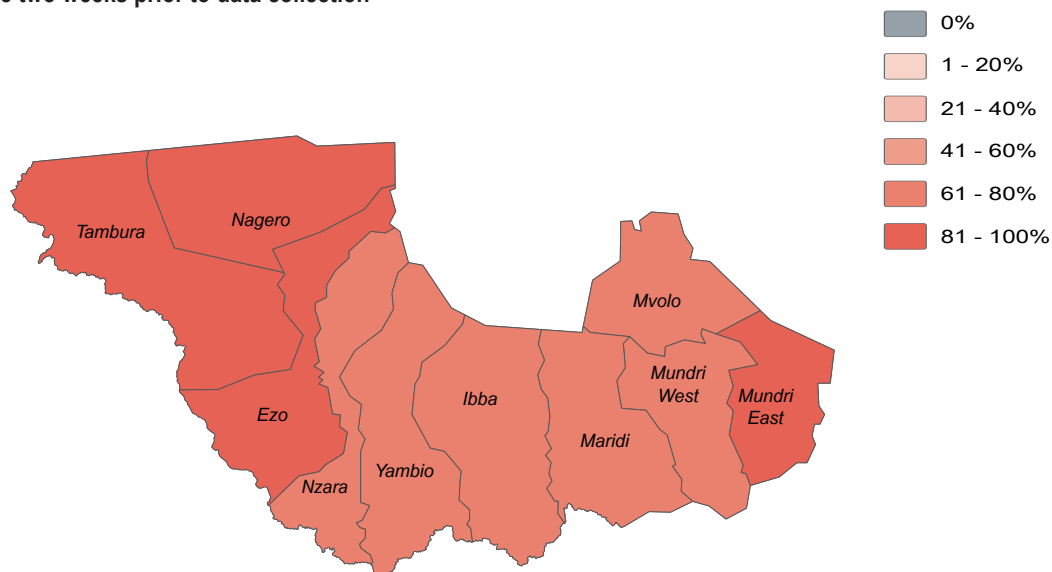 two weeks prior to data collection
0%
1 - 20%
21 - 40%
41 - 60%
61 - 80%
81 - 100%
Tambura
Nagero
Mvolo
Mundri
West
Mundri
East
Ibba
Ezo
Maridi
Yambio
Nzara